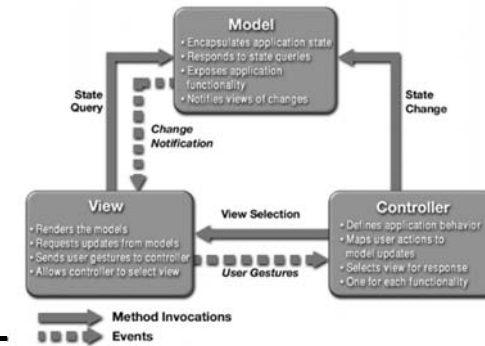 Model
• Encapsulates application state
• Responds to state queries
• Exposes application
functionality
• Notifies views of changes
State
Query
Change
Notification
State
Change
View
• Renders the models
• Requests updates from models
• Sends user gestures to controller
• Allows controller to select view
View Selection
User Gestures
Controller
• Defines application behavior
• Maps user actions to
model updates
• Selects view for response
• One for each functionality
Method Invocations
Events